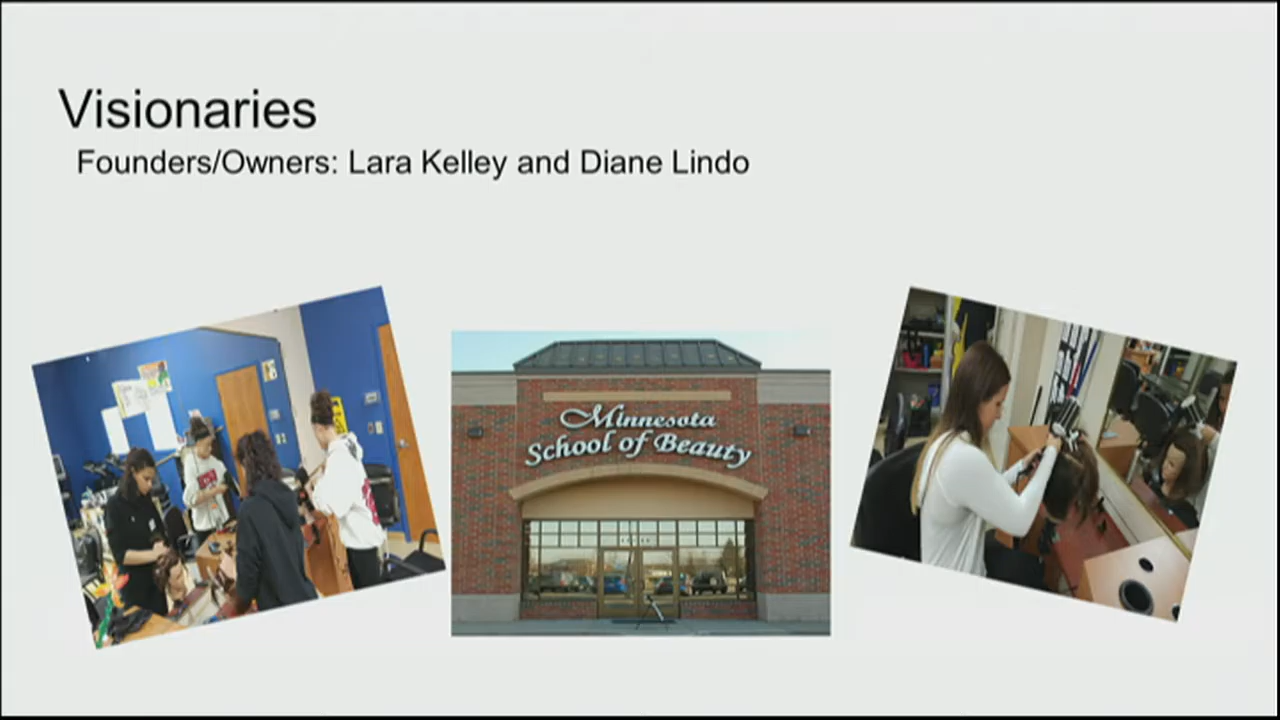 Visionaries
Founders/Owners: Lara Kelley and Diane Lindo
Minnesota
School of Beauty